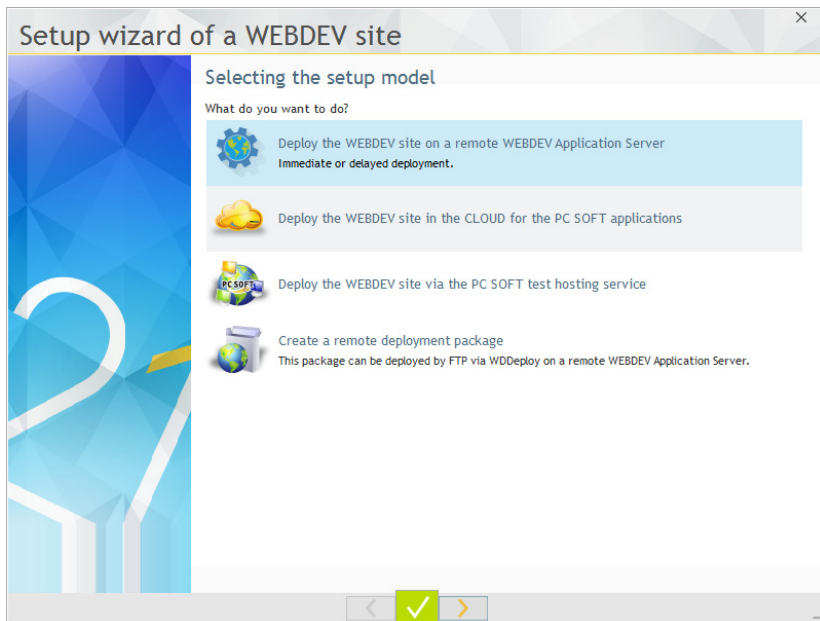 Setup wizard of a WEBDEV site
Selecting the setup model
What do you want to do?
Deploy the WEBDEV site on a remote WEBDEV Application Server
Immediate or delayed deployment.
Deploy the WEBDEV site in the CLOUD for the PC SOFT applications
PC SOFT
Deploy the WEBDEV site via the PC SOFT test hosting service
Create a remote deployment package
This package can be deployed by FTP via WDDeploy on a remote WEBDEV Application Server.
21